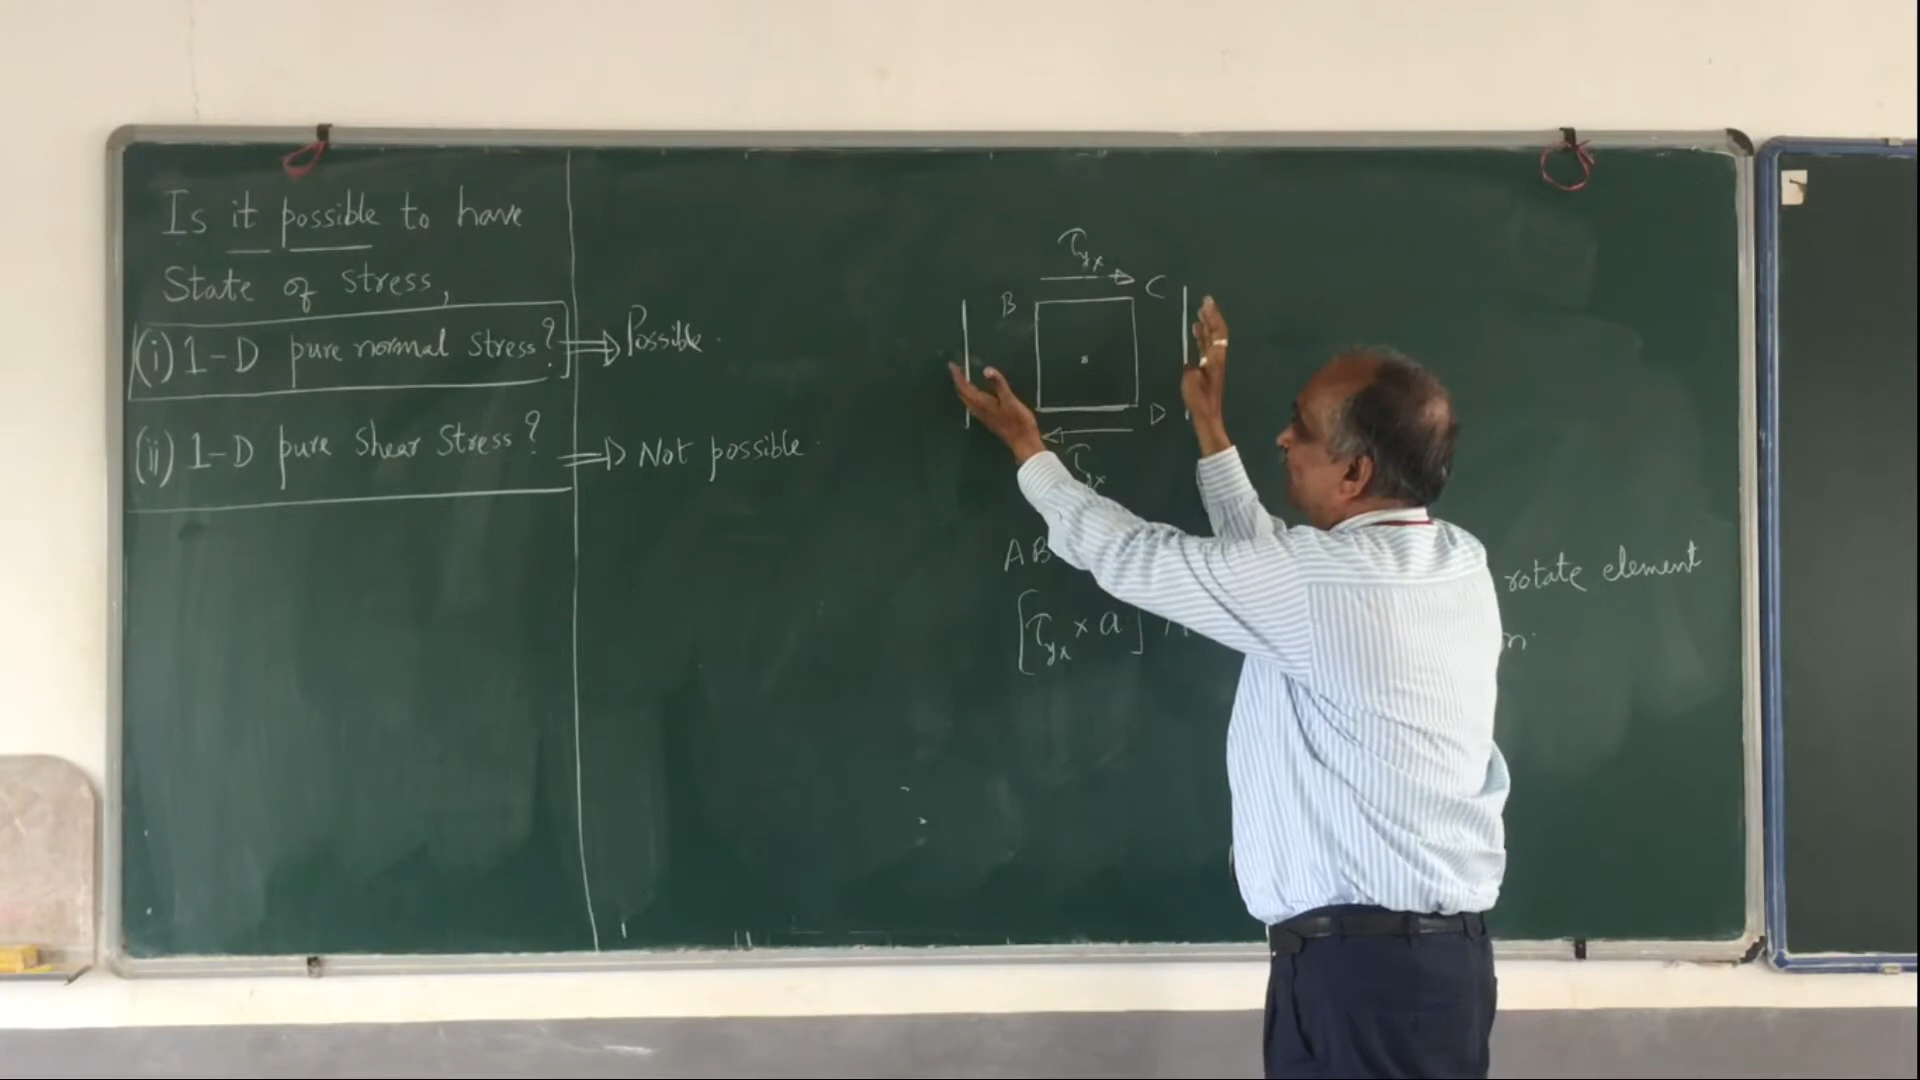 Is it possible to have
State of stress,
(i) 1-D pure normal stress? ⇒ Possible.
(ii) 1-D pure shear stress? ⇒ Not possible.
τyx
B
C
D
τyx
AB
rotate element
[τyx × a]